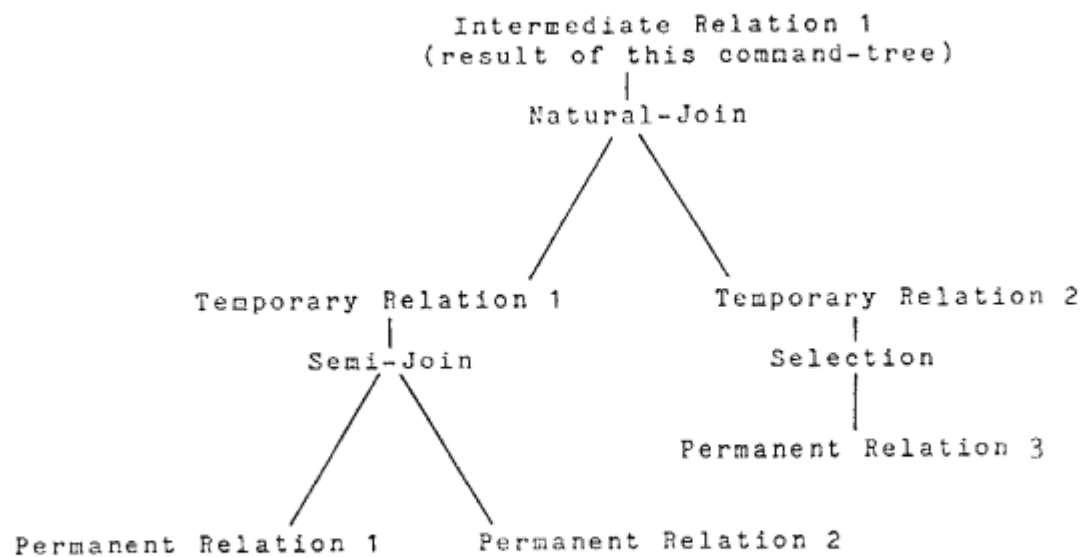 Intermediate Relation 1
(result of this command-tree)
Natural-Join
Temporary Relation 1
Temporary Relation 2
Semi-Join
Selection
Permanent Relation 3
Permanent Relation 1
Permanent Relation 2